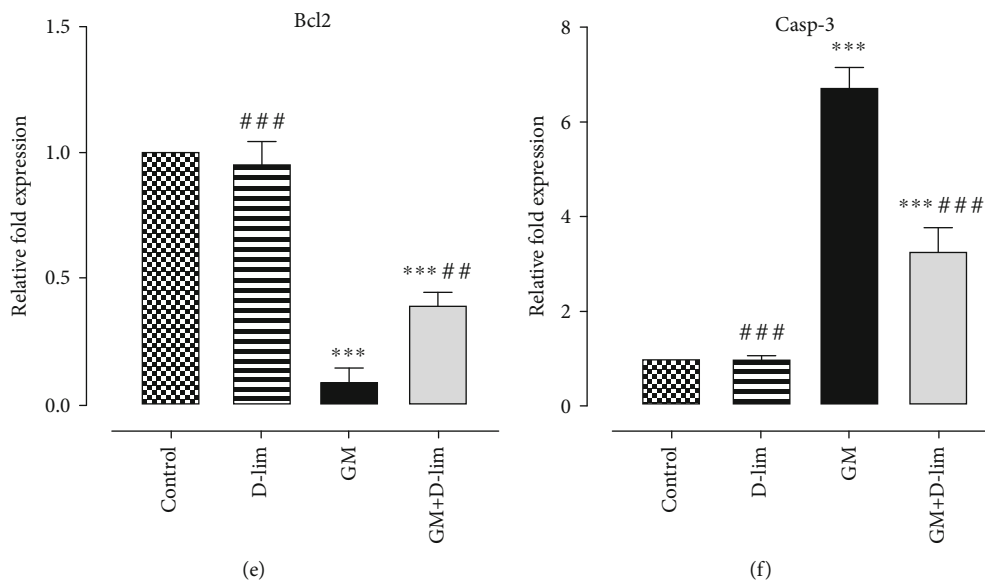 Bcl2
Relative fold expression
1.5
1.0
0.5
0.0
###
***
*** ##
Control
D-lim
GM
GM+D-lim
(e)
Casp-3
Relative fold expression
8
6
4
2
0
###
***
*** ###
Control
D-lim
GM
GM+D-lim
(f)